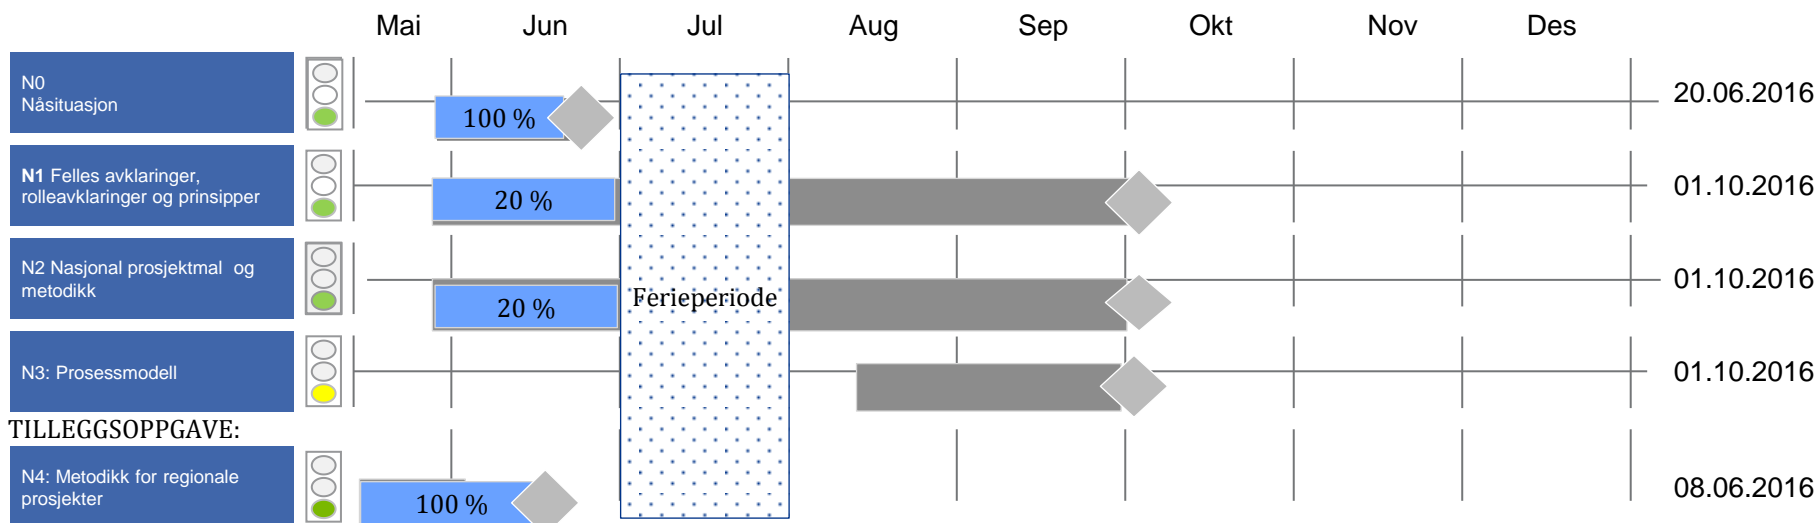 Mai Jun Jul Aug Sep Okt Nov Des
N0
Nåsituasjon
100 %
20.06.2016
N1 Felles avklaringer,
rolleavklaringer og prinsipper
20 %
01.10.2016
N2 Nasjonal prosjektmal og
metodikk
20 %
Ferieperiode
01.10.2016
N3: Prosessmodell
01.10.2016
TILLEGGSOPPGAVE:
N4: Metodikk for regionale
prosjekter
100 %
08.06.2016